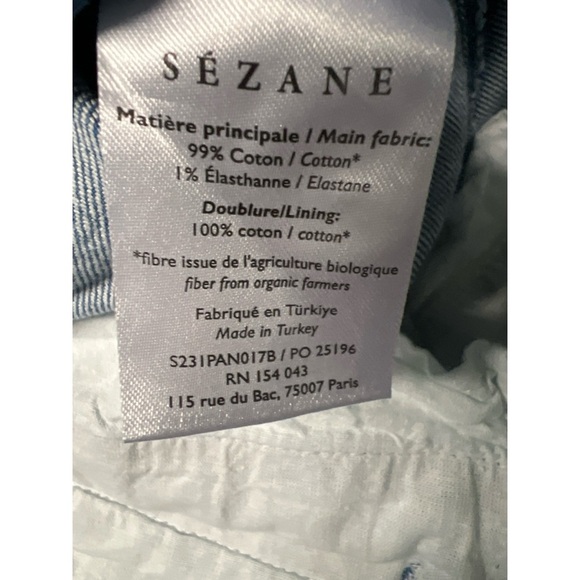 SÉZANE
Matière principale / Main fabric:
99% Coton / Cotton*
1% Élasthanne / Elastane
Doublure/Lining:
100% coton / cotton*
*fibre issue de l'agriculture biologique
fiber from organic farmers
Fabriqué en Türkiye
Made in Turkey
S231PAN017B / PO 25196
RN 154 043
115 rue du Bac, 75007 Paris